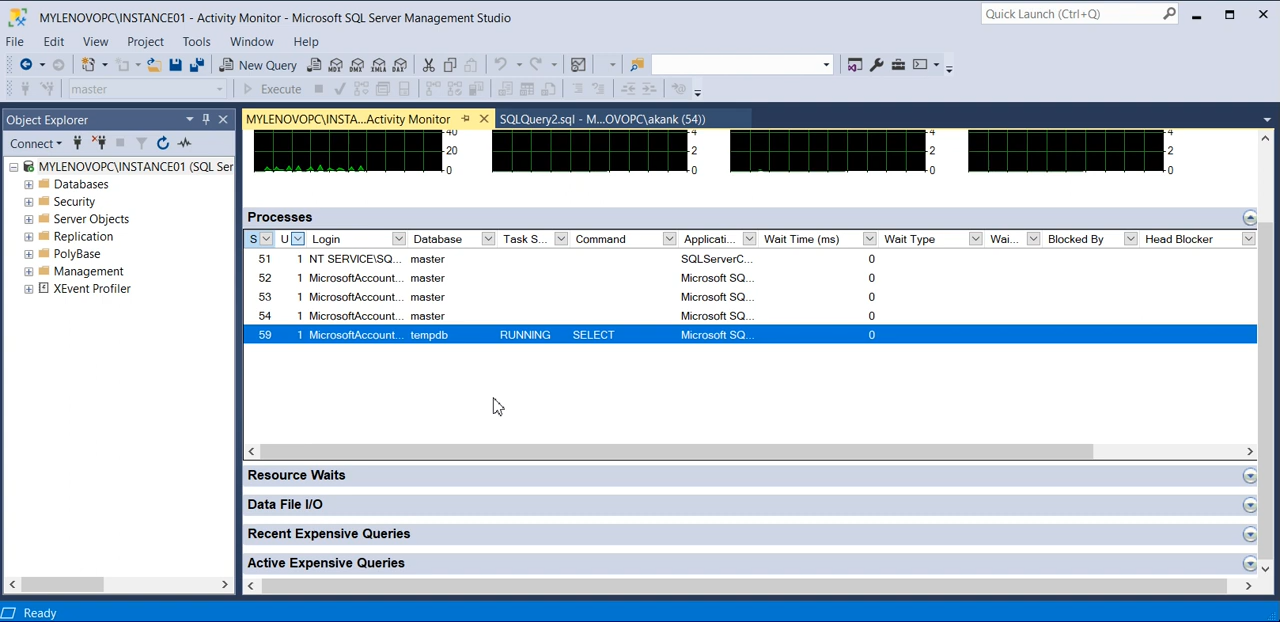 MYLENOVOPC\INSTANCE01 - Activity Monitor - Microsoft SQL Server Management Studio
Quick Launch (Ctrl+Q)
File Edit View Project Tools Window Help
New Query MDX DMX XMLA DAX
master Execute
Object Explorer
MYLENOVOPC\INSTA...Activity Monitor SQLQuery2.sql - M...OVOPC\akank (54))
Connect
MYLENOVOPC\INSTANCE01 (SQL Ser
Databases
Security
Server Objects
Replication
PolyBase
Management
XEvent Profiler
40 4 4 4
20 2 2 2
0 0 0 0
Processes
S U Login Database Task S... Command Applicati... Wait Time (ms) Wait Type Wai... Blocked By Head Blocker
51 1 NT SERVICE\SQ... master SQLServerC... 0
52 1 MicrosoftAccount... master Microsoft SQ... 0
53 1 MicrosoftAccount... master Microsoft SQ... 0
54 1 MicrosoftAccount... master Microsoft SQ... 0
59 1 MicrosoftAccount... tempdb RUNNING SELECT Microsoft SQ... 0
Resource Waits
Data File I/O
Recent Expensive Queries
Active Expensive Queries
Ready